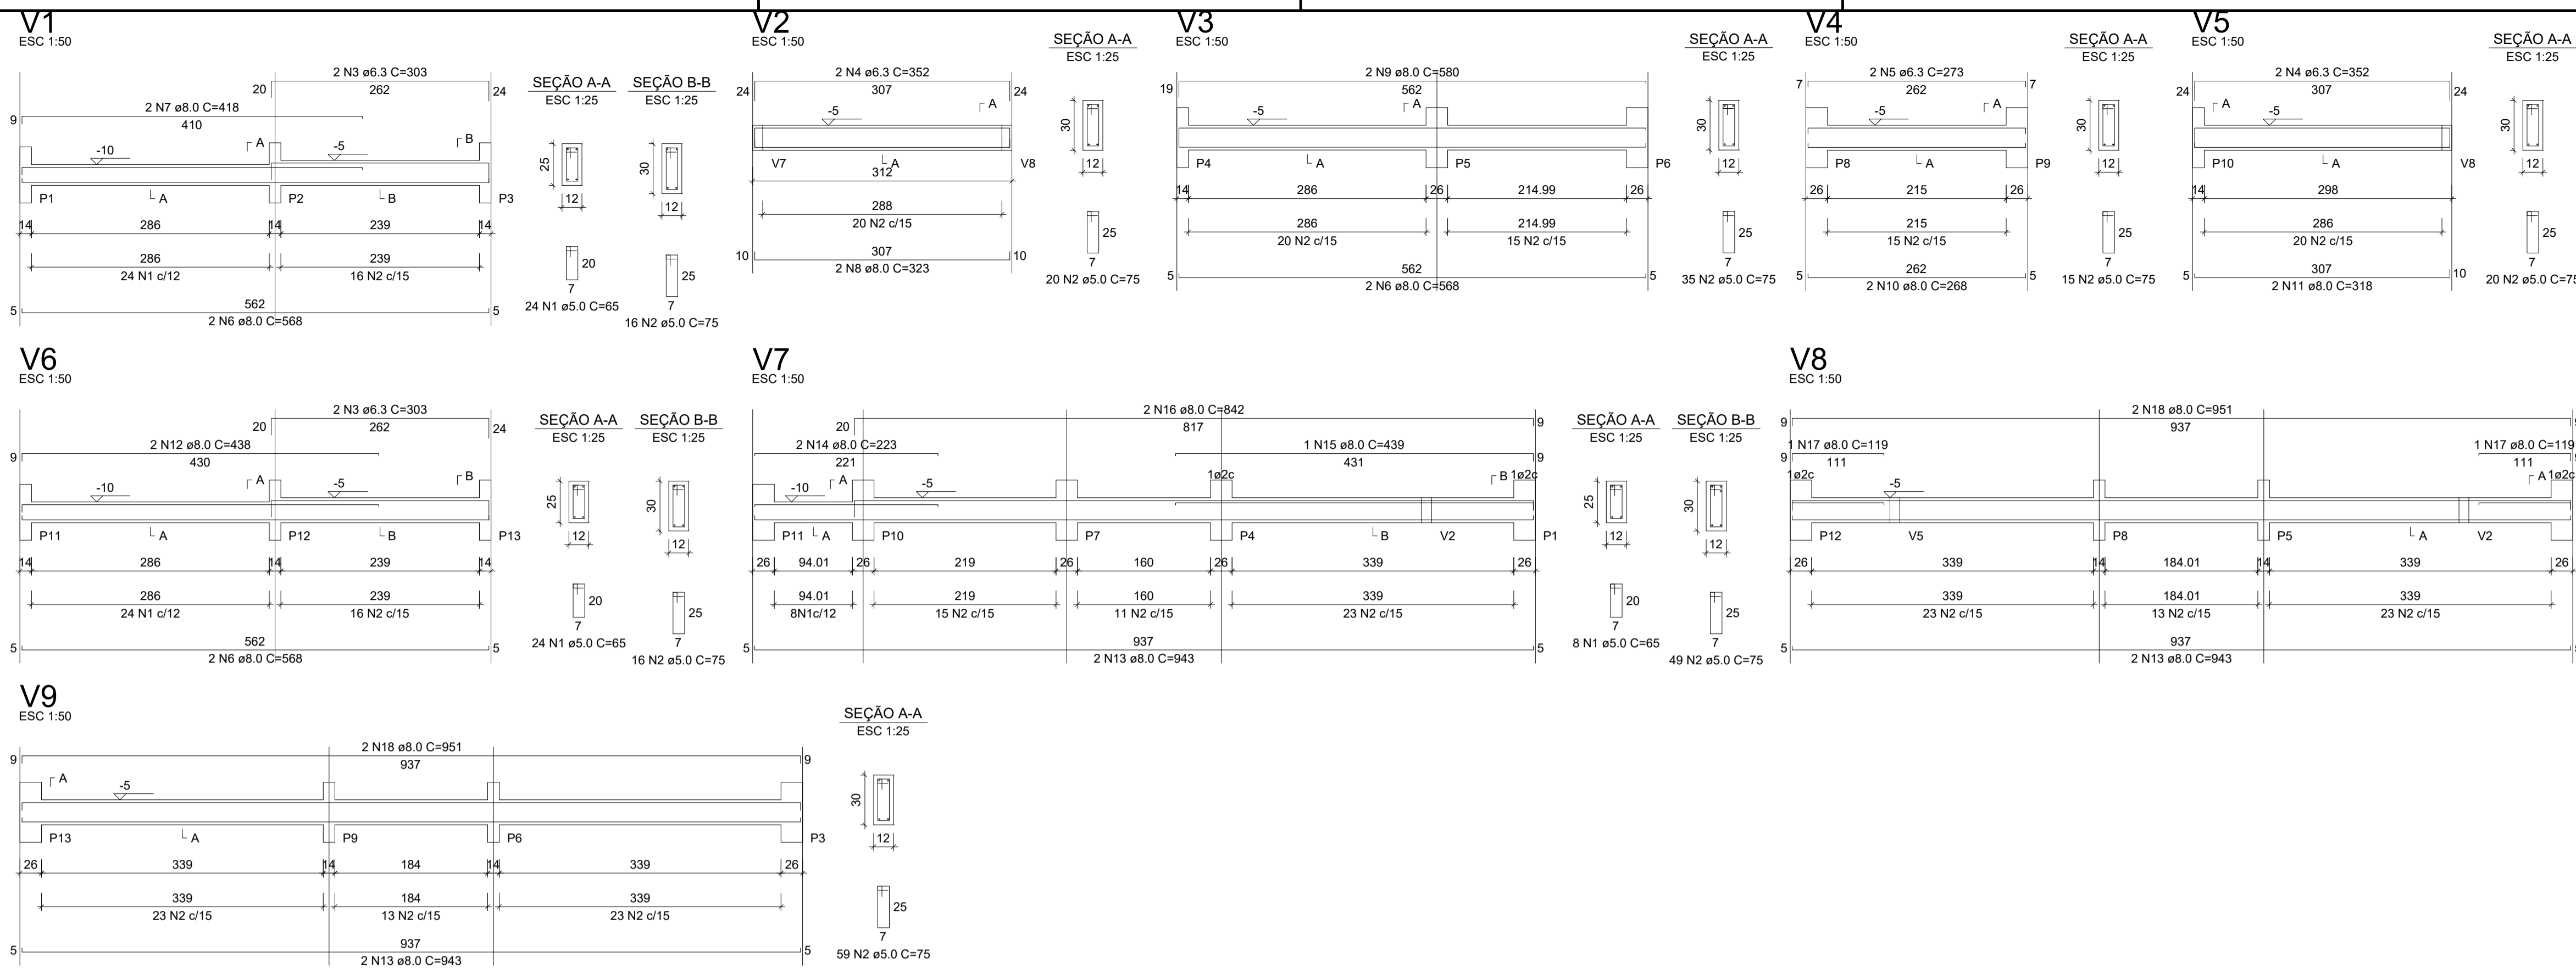 V1
ESC 1:50
2 N3 ø6.3 C=303
20
262
24
2 N7 ø8.0 C=418
9
410
A
B
-10
-5
P1
A
P2
B
P3
14
286
14
239
14
286
239
24 N1 c/12
16 N2 c/15
562
5
5
2 N6 ø8.0 C=568
SEÇÃO A-A
ESC 1:25
25
12
20
7
24 N1 ø5.0 C=65
SEÇÃO B-B
ESC 1:25
30
12
25
7
16 N2 ø5.0 C=75
V2
ESC 1:50
2 N4 ø6.3 C=352
24
307
24
-5
A
V7
A
V8
312
288
20 N2 c/15
10
307
10
2 N8 ø8.0 C=323
SEÇÃO A-A
ESC 1:25
30
12
25
7
20 N2 ø5.0 C=75
V3
ESC 1:50
2 N9 ø8.0 C=580
19
562
A
-5
P4
A
P5
P6
14
286
26
214.99
26
286
214.99
20 N2 c/15
15 N2 c/15
562
5
5
2 N6 ø8.0 C=568
SEÇÃO A-A
ESC 1:25
30
12
25
7
35 N2 ø5.0 C=75
V4
ESC 1:50
2 N5 ø6.3 C=273
7
262
7
A
-5
P8
A
P9
26
215
26
215
15 N2 c/15
5
262
5
2 N10 ø8.0 C=268
SEÇÃO A-A
ESC 1:25
30
12
25
7
15 N2 ø5.0 C=75
V5
ESC 1:50
2 N4 ø6.3 C=352
24
307
24
A
-5
P10
A
V8
14
298
286
20 N2 c/15
5
307
10
2 N11 ø8.0 C=318
SEÇÃO A-A
ESC 1:25
30
12
25
7
20 N2 ø5.0 C=75
V6
ESC 1:50
2 N3 ø6.3 C=303
20
262
24
2 N12 ø8.0 C=438
9
430
A
B
-10
-5
P11
A
P12
B
P13
14
286
14
239
14
286
239
24 N1 c/12
16 N2 c/15
562
5
5
2 N6 ø8.0 C=568
SEÇÃO A-A
ESC 1:25
25
12
20
7
24 N1 ø5.0 C=65
SEÇÃO B-B
ESC 1:25
30
12
25
7
16 N2 ø5.0 C=75
V7
ESC 1:50
2 N16 ø8.0 C=842
20
817
9
2 N14 ø8.0 C=223
1 N15 ø8.0 C=439
221
431
9
1ø2c
1ø2c
A
B
-10
-5
P11
A
P10
P7
P4
B
V2
P1
26
94.01
26
219
26
160
26
339
26
94.01
219
160
339
8N1c/12
15 N2 c/15
11 N2 c/15
23 N2 c/15
937
5
5
2 N13 ø8.0 C=943
SEÇÃO A-A
ESC 1:25
25
12
20
7
8 N1 ø5.0 C=65
SEÇÃO B-B
ESC 1:25
30
12
25
7
49 N2 ø5.0 C=75
V8
ESC 1:50
2 N18 ø8.0 C=951
9
937
1 N17 ø8.0 C=119
1 N17 ø8.0 C=119
9
111
111
1ø2c
A
1ø2c
-5
P12
V5
P8
P5
A
V2
26
339
14
184.01
14
339
26
339
184.01
339
23 N2 c/15
13 N2 c/15
23 N2 c/15
937
5
2 N13 ø8.0 C=943
V9
ESC 1:50
2 N18 ø8.0 C=951
9
937
9
A
-5
P13
A
P9
P6
P3
26
339
14
184
14
339
26
339
184
339
23 N2 c/15
13 N2 c/15
23 N2 c/15
937
5
5
2 N13 ø8.0 C=943
SEÇÃO A-A
ESC 1:25
30
12
25
7
59 N2 ø5.0 C=75